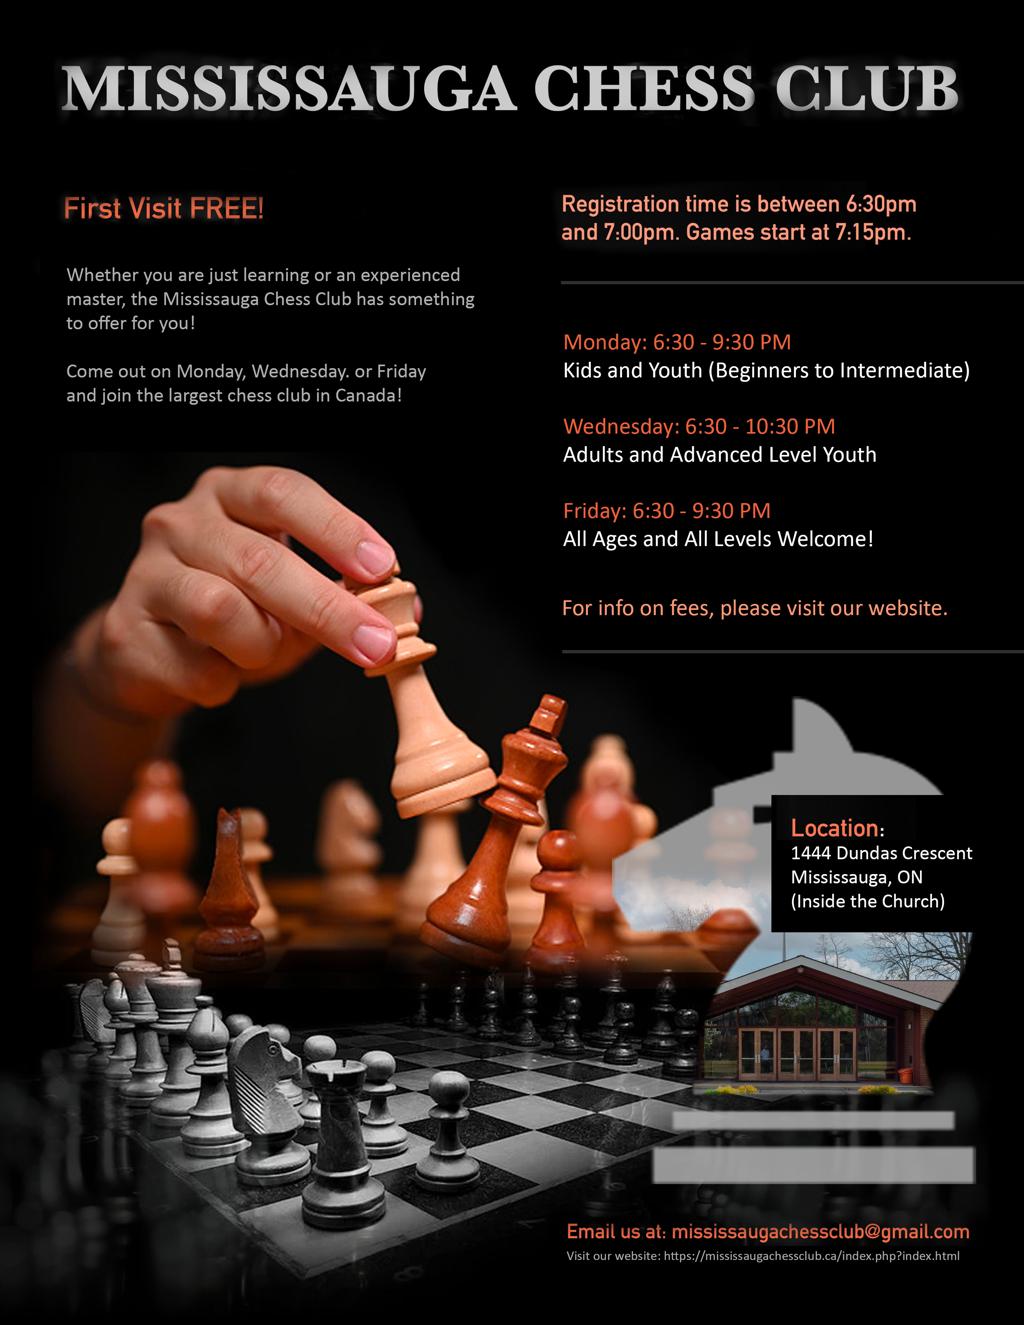 MISSISSAUGA CHESS CLUB
First Visit FREE!
Whether you are just learning or an experienced
master, the Mississauga Chess Club has something
to offer for you!
Come out on Monday, Wednesday. or Friday
and join the largest chess club in Canada!
Registration time is between 6:30pm
and 7:00pm. Games start at 7:15pm.
Monday: 6:30 - 9:30 PM
Kids and Youth (Beginners to Intermediate)
Wednesday: 6:30 - 10:30 PM
Adults and Advanced Level Youth
Friday: 6:30 - 9:30 PM
All Ages and All Levels Welcome!
For info on fees, please visit our website.
Location:
1444 Dundas Crescent
Mississauga, ON
(Inside the Church)
Email us at: mississaugachessclub@gmail.com
Visit our website: https://mississaugachessclub.ca/index.php?index.html